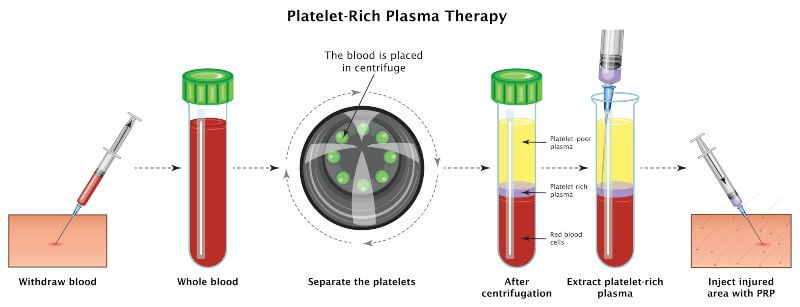 Platelet-Rich Plasma Therapy
The blood is placed
in centrifuge
Platelet-poor
plasma
Platelet rich
plasma
Red blood
cells
Withdraw blood
Whole blood
Separate the platelets
After
centrifugation
Extract platelet-rich
plasma
Inject injured
area with PRP